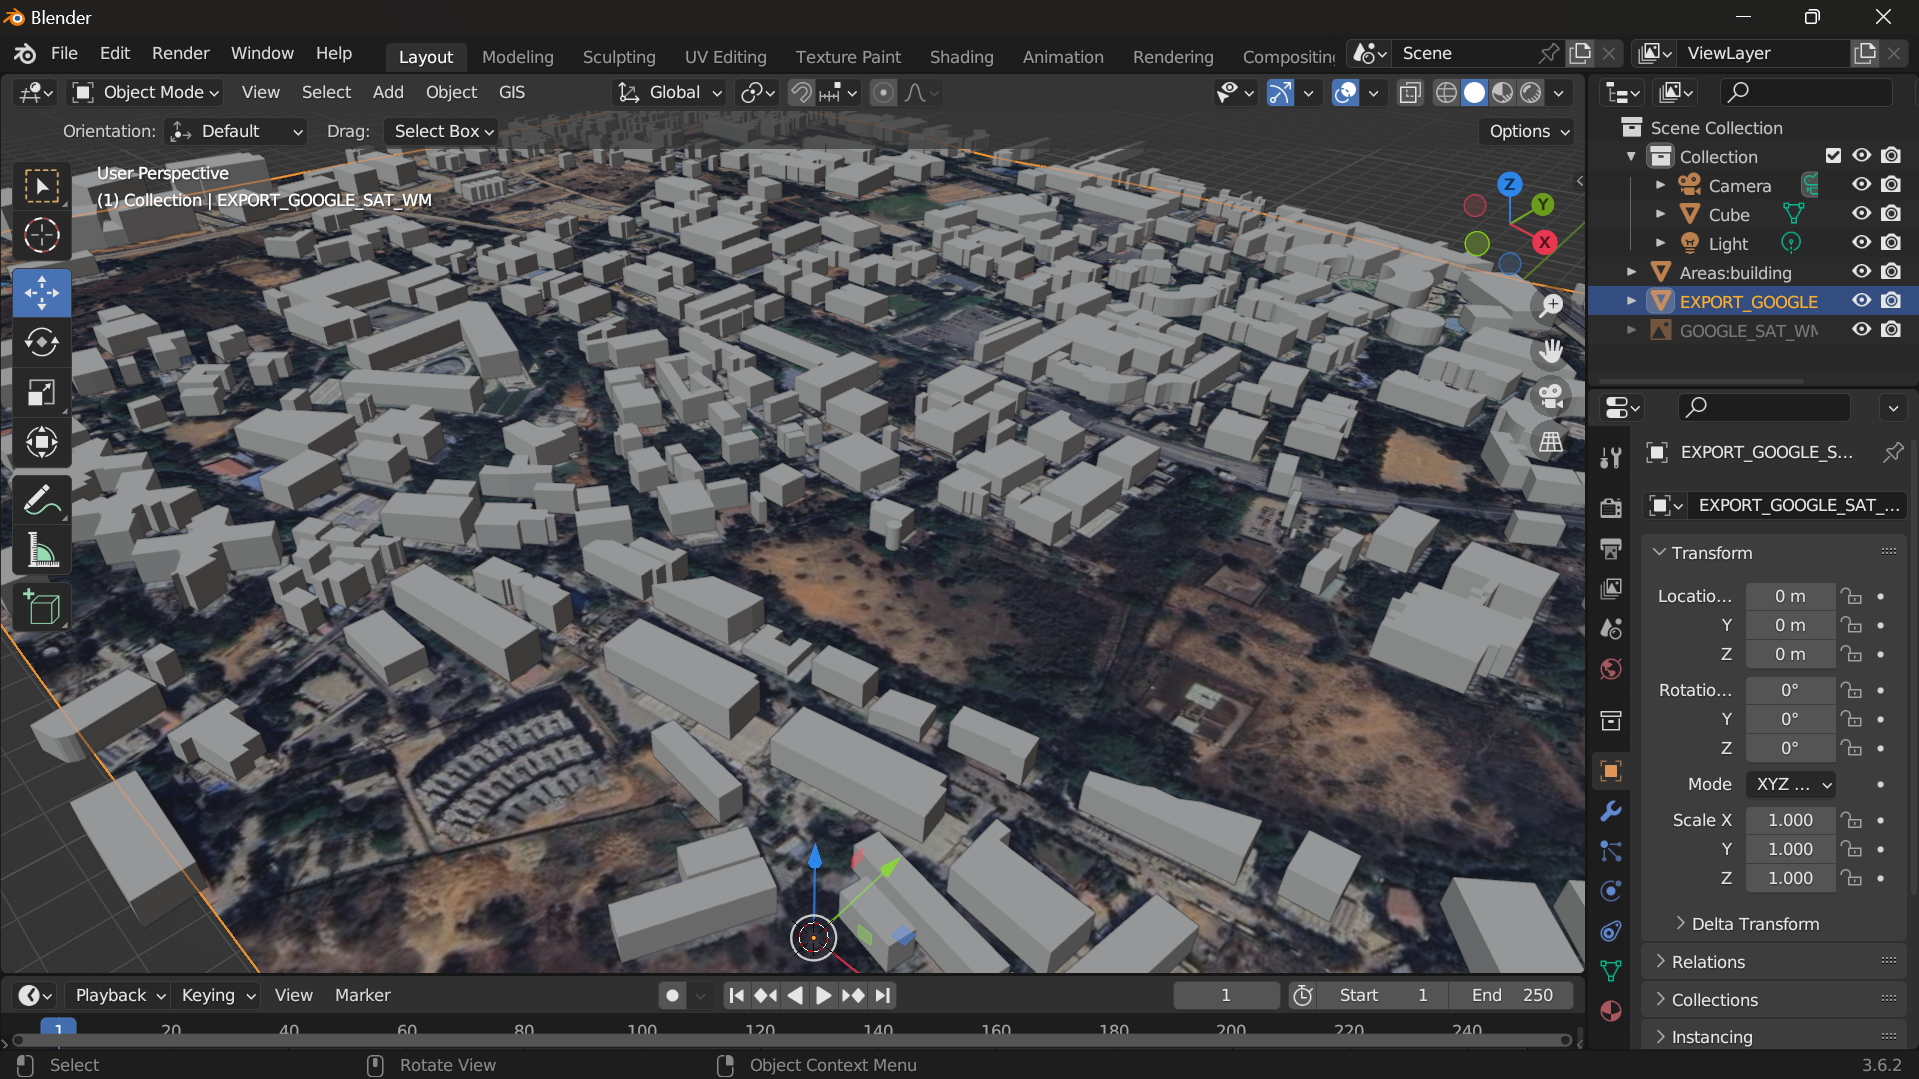 Blender
File Edit Render Window Help Layout Modeling Sculpting UV Editing Texture Paint Shading Animation Rendering Compositing Scene ViewLayer
Object Mode View Select Add Object GIS Global
Orientation: Default Drag: Select Box Options
User Perspective
(1) Collection | EXPORT_GOOGLE_SAT_WM
Z
Y
X
Scene Collection
Collection
Camera
Cube
Light
Areas:building
EXPORT_GOOGLE
GOOGLE_SAT_WM
EXPORT_GOOGLE_S...
EXPORT_GOOGLE_SAT_...
Transform
Locatio... 0 m
Y 0 m
Z 0 m
Rotatio... 0°
Y 0°
Z 0°
Mode XYZ ...
Scale X 1.000
Y 1.000
Z 1.000
Delta Transform
Relations
Collections
Instancing
Playback Keying View Marker 1 Start 1 End 250
1 20 40 60 80 100 120 140 160 180 200 220 240
Select Rotate View Object Context Menu 3.6.2